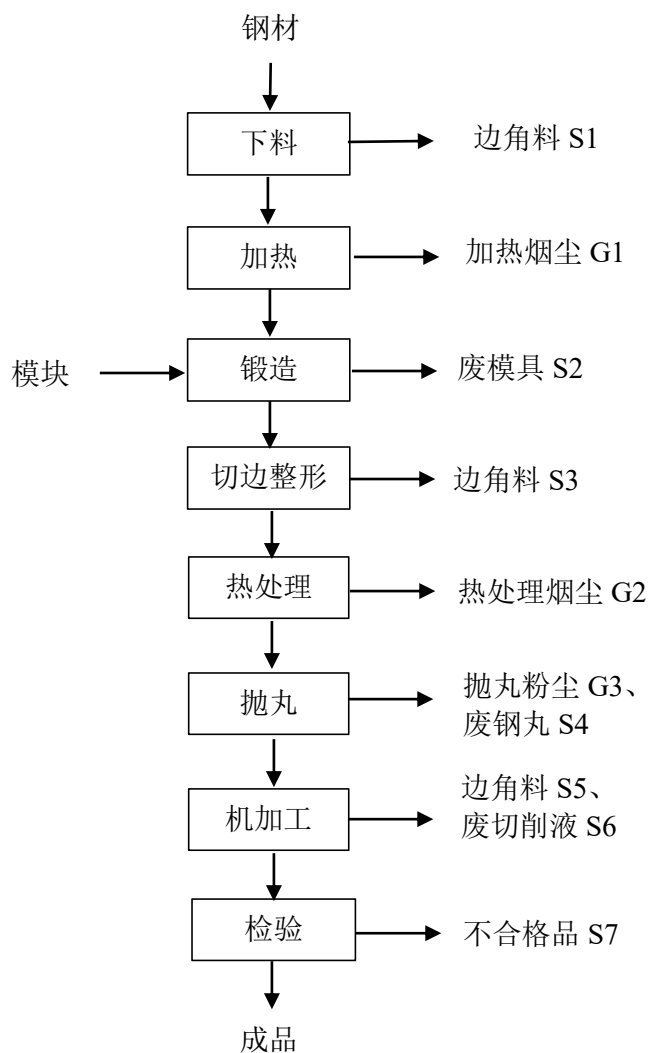 钢材
下料
边角料 S1
加热
加热烟尘 G1
模块
锻造
废模具 S2
切边整形
边角料 S3
热处理
热处理烟尘 G2
抛丸
抛丸粉尘 G3、
废钢丸 S4
机加工
边角料 S5、
废切削液 S6
检验
不合格品 S7
成品